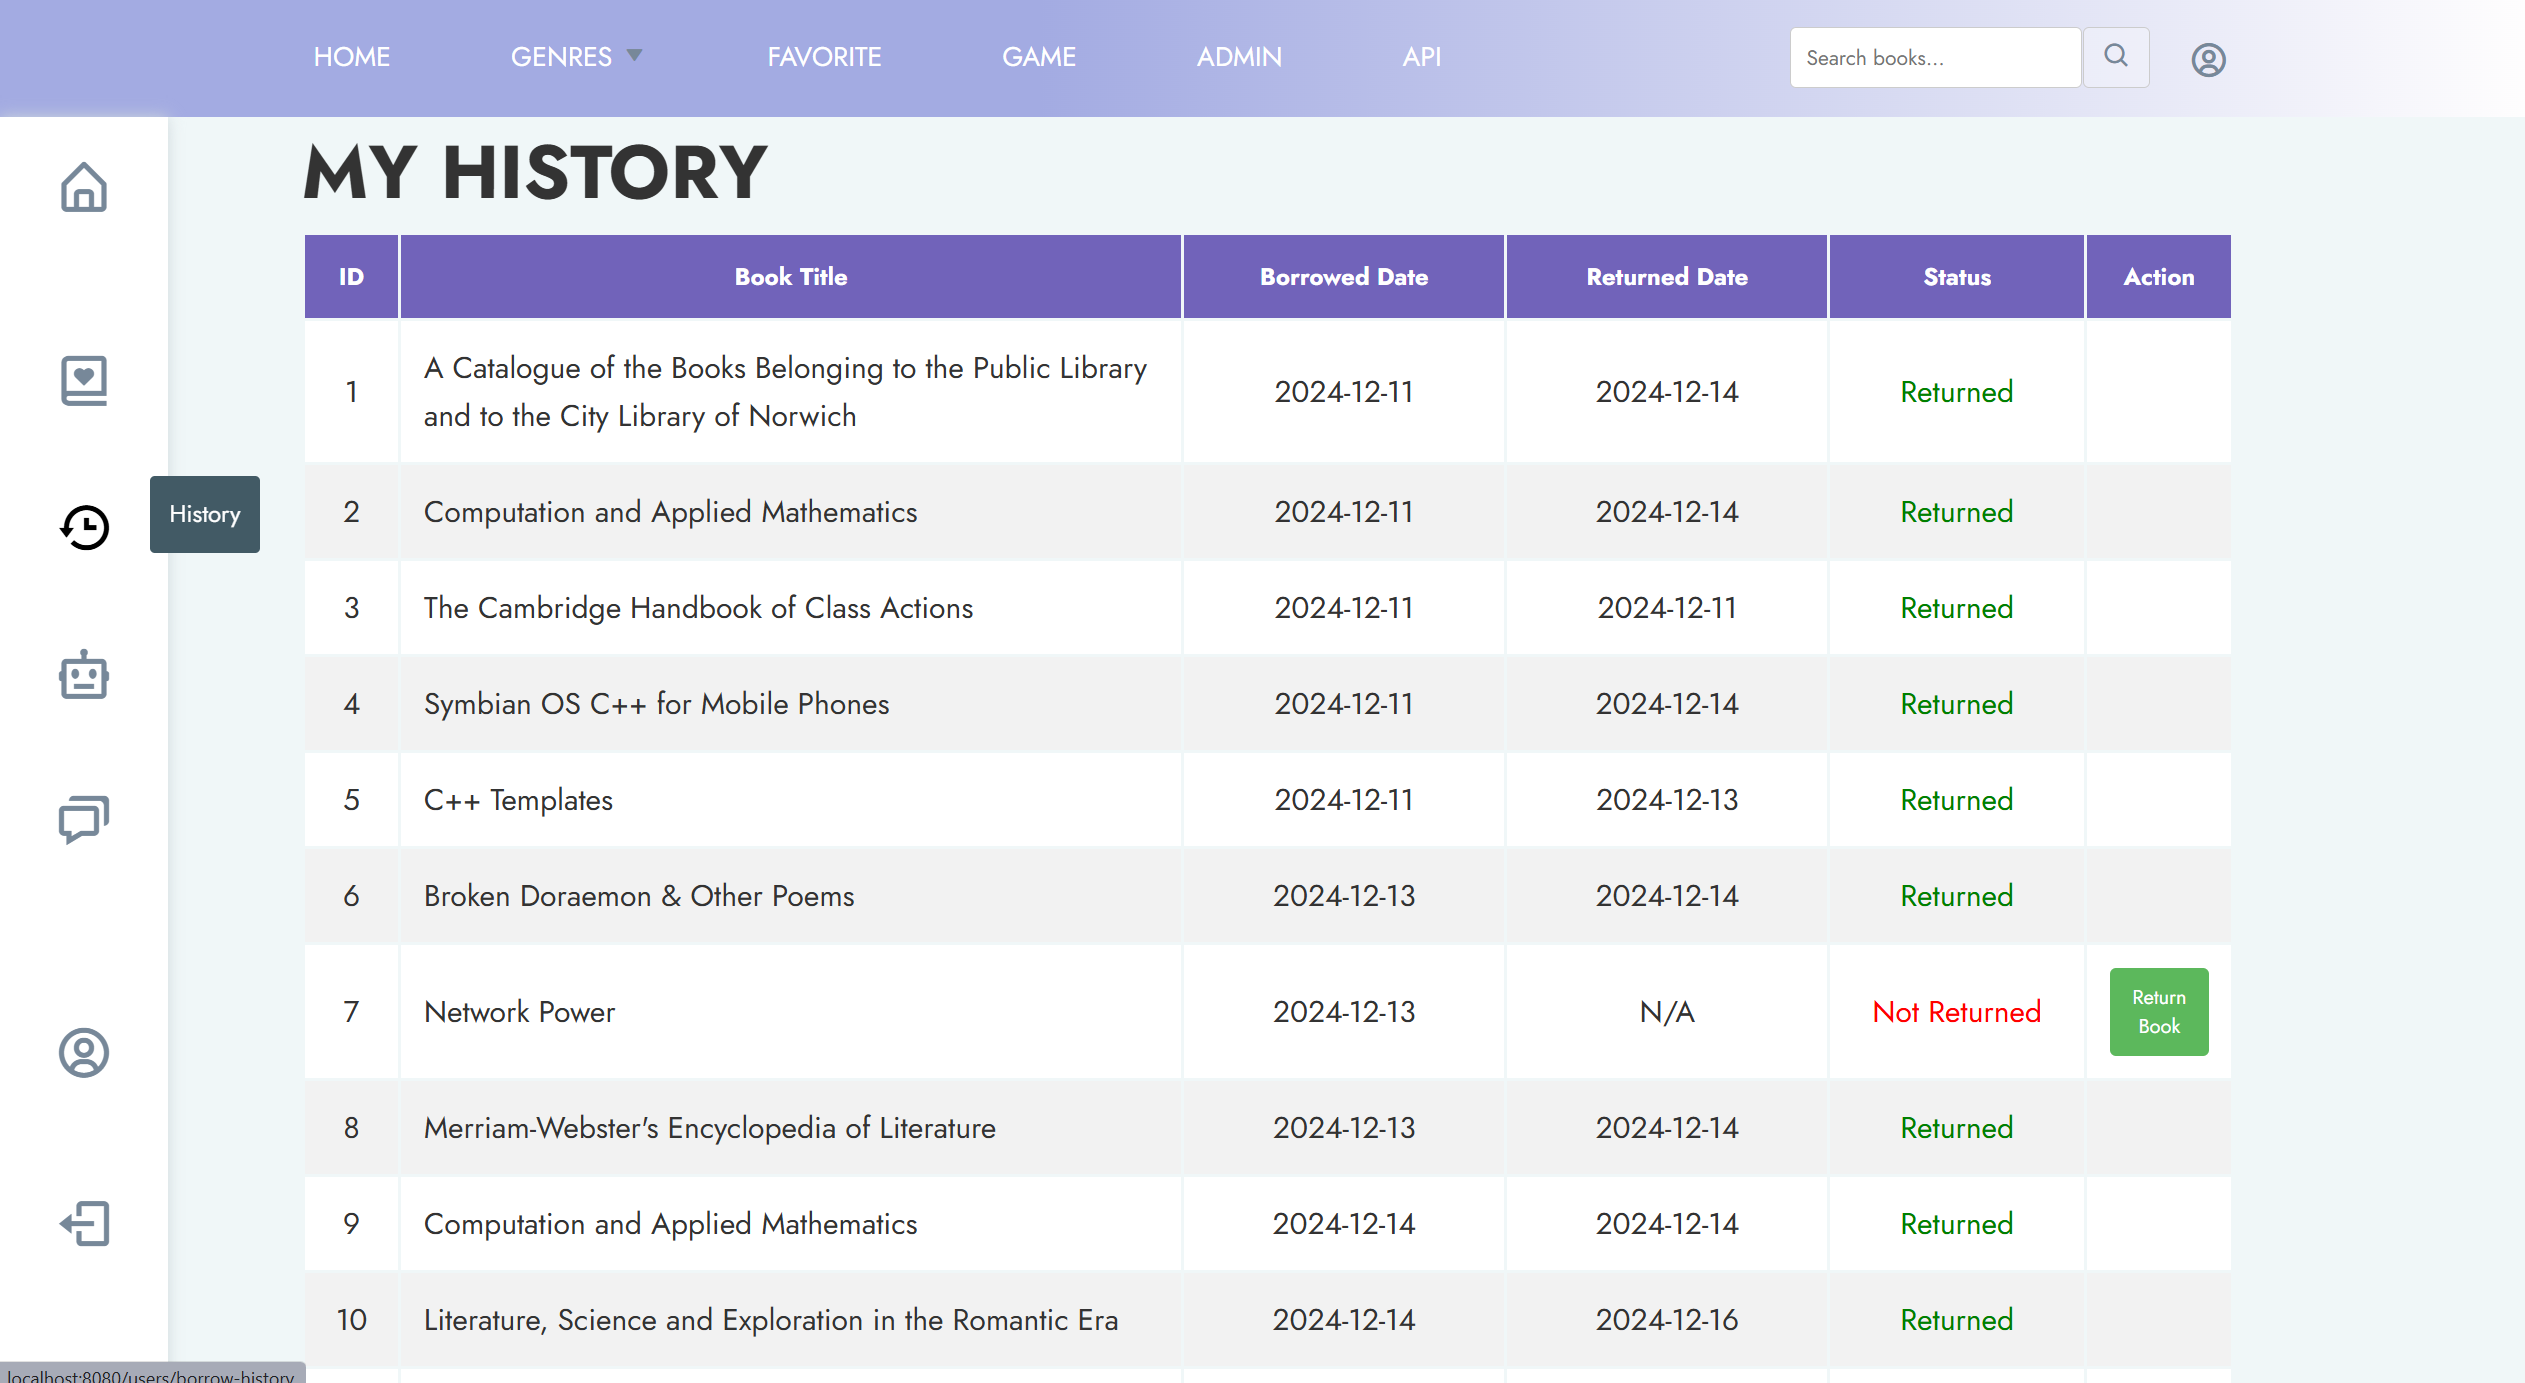 HOME GENRES FAVORITE GAME ADMIN API Search books...
MY HISTORY
ID Book Title Borrowed Date Returned Date Status Action
1 A Catalogue of the Books Belonging to the Public Library and to the City Library of Norwich 2024-12-11 2024-12-14 Returned
2 Computation and Applied Mathematics 2024-12-11 2024-12-14 Returned
History
3 The Cambridge Handbook of Class Actions 2024-12-11 2024-12-11 Returned
4 Symbian OS C++ for Mobile Phones 2024-12-11 2024-12-14 Returned
5 C++ Templates 2024-12-11 2024-12-13 Returned
6 Broken Doraemon & Other Poems 2024-12-13 2024-12-14 Returned
7 Network Power 2024-12-13 N/A Not Returned Return Book
8 Merriam-Webster's Encyclopedia of Literature 2024-12-13 2024-12-14 Returned
9 Computation and Applied Mathematics 2024-12-14 2024-12-14 Returned
10 Literature, Science and Exploration in the Romantic Era 2024-12-14 2024-12-16 Returned
localhost:8080/users/borrow-history